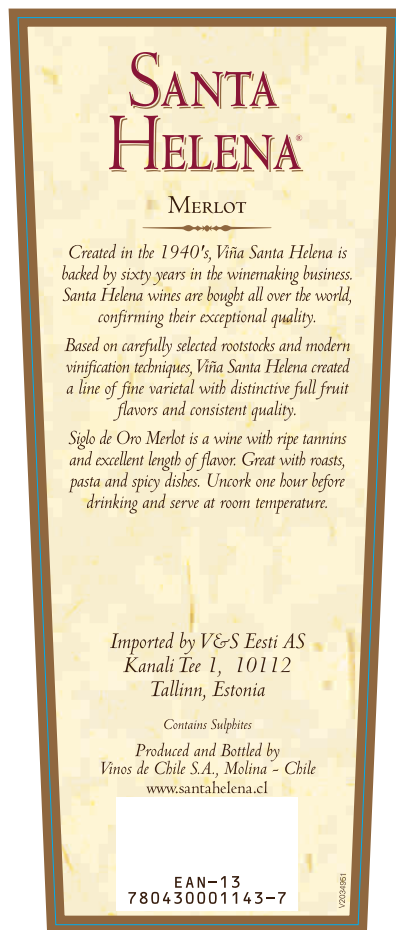 SANTA
HELENA®
MERLOT
Created in the 1940's, Viña Santa Helena is
backed by sixty years in the winemaking business.
Santa Helena wines are bought all over the world,
confirming their exceptional quality.
Based on carefully selected rootstocks and modern
vinification techniques, Viña Santa Helena created
a line of fine varietal with distinctive full fruit
flavors and consistent quality.
Siglo de Oro Merlot is a wine with ripe tannins
and excellent length of flavor. Great with roasts,
pasta and spicy dishes. Uncork one hour before
drinking and serve at room temperature.
Imported by V&S Eesti AS
Kanali Tee 1, 10112
Tallinn, Estonia
Contains Sulphites
Produced and Bottled by
Vinos de Chile S.A., Molina - Chile
www.santahelena.cl
EAN-13
780430001143-7
V2034951